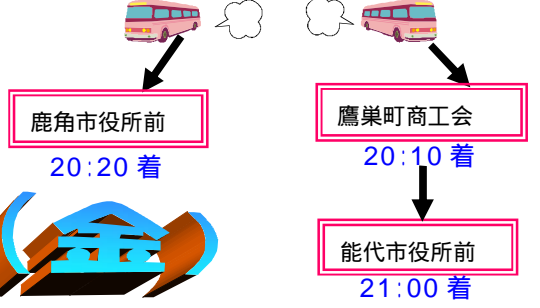 鹿角市役所前
20:20 着
鷹巣町商工会
20:10 着
能代市役所前
21:00 着
(金)